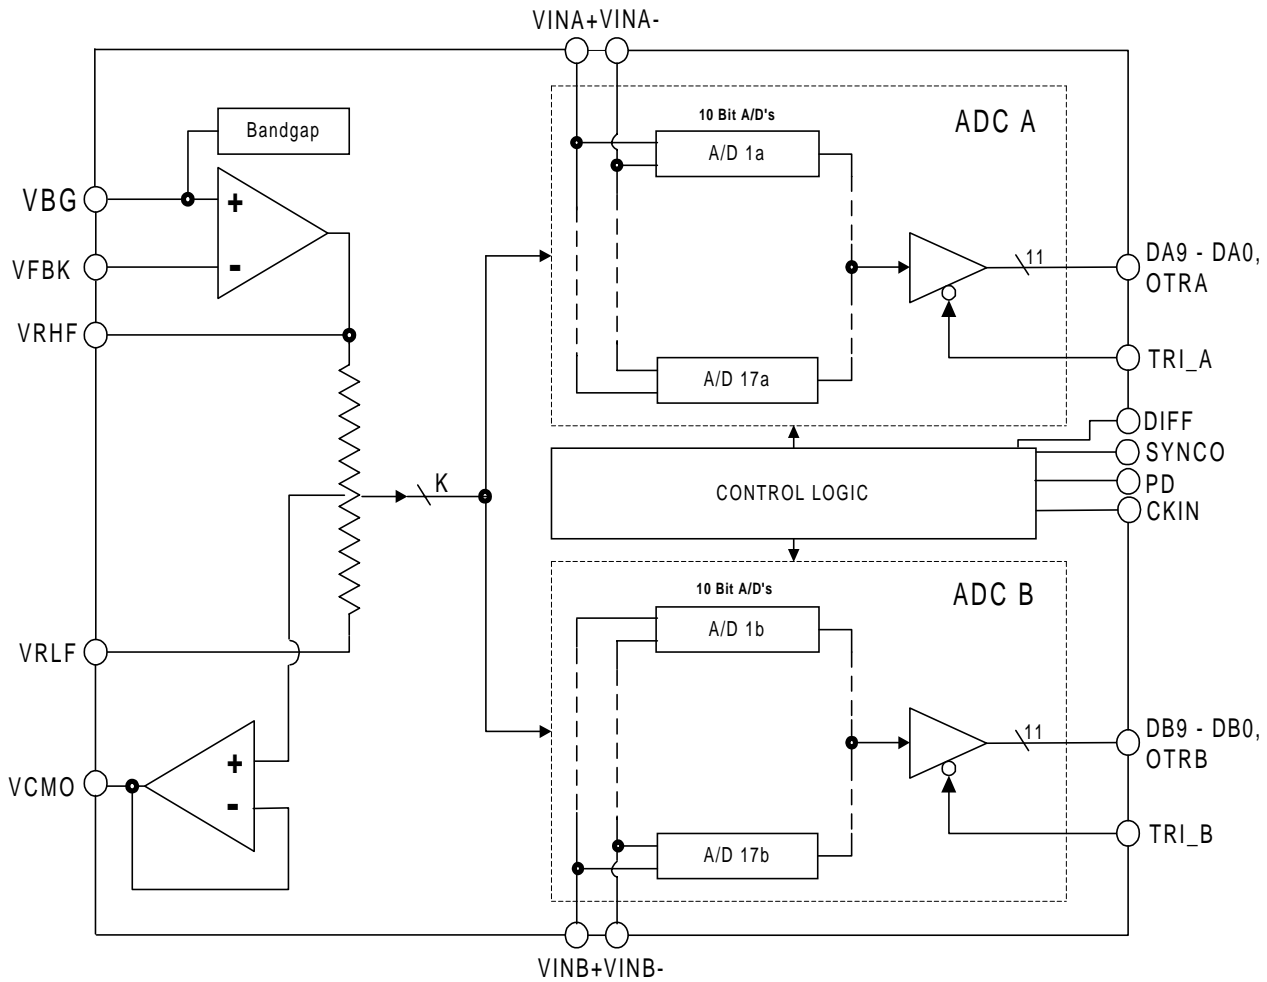 VINA+ VINA-
Bandgap
VBG
+
VFBK
-
VRHF
K
VRLF
+
VCMO
-
10 Bit A/D's
ADC A
A/D 1a
A/D 17a
11
DA9 - DA0,
OTRA
TRI_A
DIFF
SYNCO
PD
CKIN
CONTROL LOGIC
10 Bit A/D's
ADC B
A/D 1b
A/D 17b
11
DB9 - DB0,
OTRB
TRI_B
VINB+ VINB-